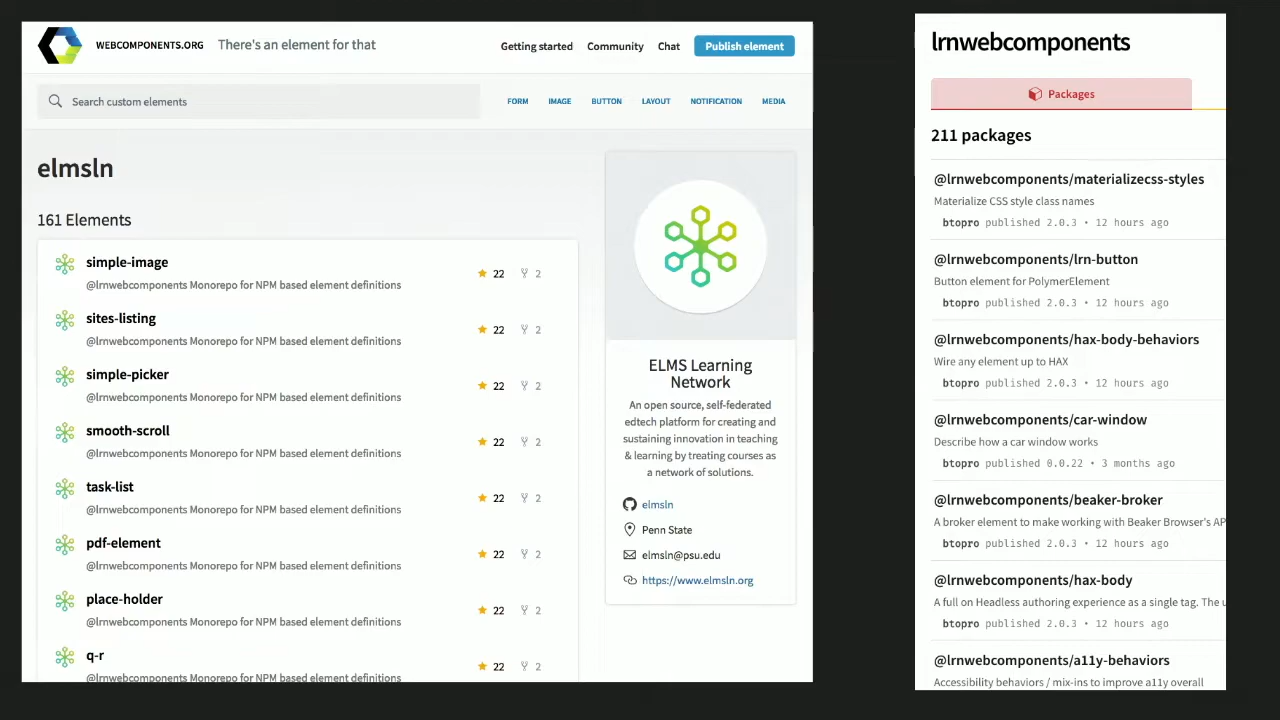 WEBCOMPONENTS.ORG
There's an element for that
Getting started
Community
Chat
Publish element
Search custom elements
FORM
IMAGE
BUTTON
LAYOUT
NOTIFICATION
MEDIA
elmsln
161 Elements
simple-image
@lrnwebcomponents Monorepo for NPM based element definitions
22
2
sites-listing
@lrnwebcomponents Monorepo for NPM based element definitions
22
2
simple-picker
@lrnwebcomponents Monorepo for NPM based element definitions
22
2
smooth-scroll
@lrnwebcomponents Monorepo for NPM based element definitions
22
2
task-list
@lrnwebcomponents Monorepo for NPM based element definitions
22
2
pdf-element
@lrnwebcomponents Monorepo for NPM based element definitions
22
2
place-holder
@lrnwebcomponents Monorepo for NPM based element definitions
22
2
q-r
@lrnwebcomponents Monorepo for NPM based element definitions
22
2
ELMS Learning
Network
An open source, self-federated
edtech platform for creating and
sustaining innovation in teaching
& learning by treating courses as
a network of solutions.
elmsln
Penn State
elmsln@psu.edu
https://www.elmsln.org
lrnwebcomponents
Packages
211 packages
@lrnwebcomponents/materializecss-styles
Materialize CSS style class names
btopro published 2.0.3 • 12 hours ago
@lrnwebcomponents/lrn-button
Button element for PolymerElement
btopro published 2.0.3 • 12 hours ago
@lrnwebcomponents/hax-body-behaviors
Wire any element up to HAX
btopro published 2.0.3 • 12 hours ago
@lrnwebcomponents/car-window
Describe how a car window works
btopro published 0.0.22 • 3 months ago
@lrnwebcomponents/beaker-broker
A broker element to make working with Beaker Browser's AP
btopro published 2.0.3 • 12 hours ago
@lrnwebcomponents/hax-body
A full on Headless authoring experience as a single tag. The u
btopro published 2.0.3 • 12 hours ago
@lrnwebcomponents/a11y-behaviors
Accessibility behaviors / mix-ins to improve a11y overall